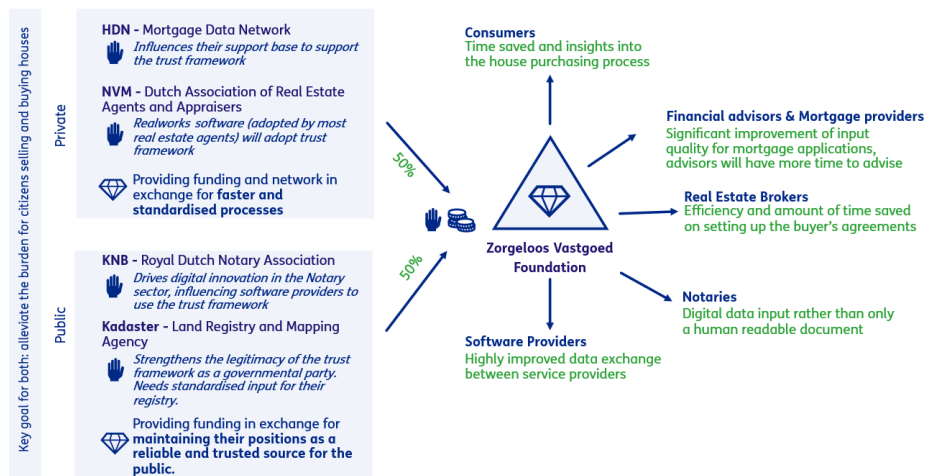 Key goal for both: alleviate the burden for citizens selling and buying houses
Private
HDN - Mortgage Data Network
Influences their support base to support
the trust framework
NVM - Dutch Association of Real Estate
Agents and Appraisers
Realworks software (adopted by most
real estate agents) will adopt trust
framework
Providing funding and network in
exchange for faster and
standardised processes
Public
KNB - Royal Dutch Notary Association
Drives digital innovation in the Notary
sector, influencing software providers to
use the trust framework
Kadaster - Land Registry and Mapping
Agency
Strengthens the legitimacy of the trust
framework as a governmental party.
Needs standardised input for their
registry.
Providing funding in exchange for
maintaining their positions as a
reliable and trusted source for the
public.
50%
50%
Zorgeloos Vastgoed
Foundation
Consumers
Time saved and insights into
the house purchasing process
Financial advisors & Mortgage providers
Significant improvement of input
quality for mortgage applications,
advisors will have more time to advise
Real Estate Brokers
Efficiency and amount of time saved
on setting up the buyer's agreements
Notaries
Digital data input rather than only
a human readable document
Software Providers
Highly improved data exchange
between service providers